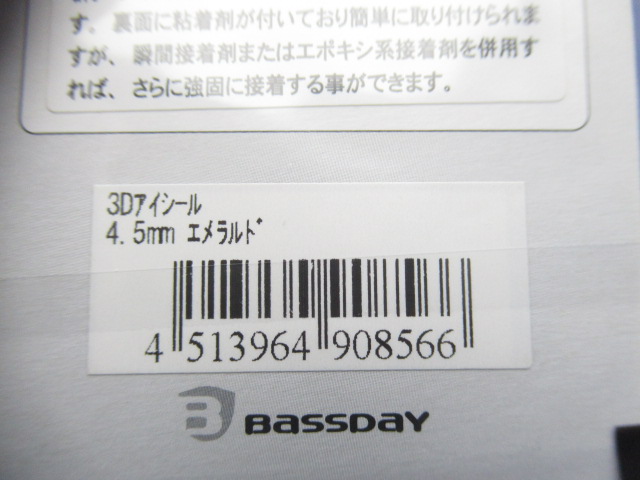 す。裏面に粘着剤が付いており簡単に取り付けられま
すが、瞬間接着剤またはエポキシ系接着剤を併用す
れば、さらに強固に接着する事ができます。
3Dｱｲｼｰﾙ
4.5mm ｴﾒﾗﾙﾄﾞ
4 513964 908566
BASSDAY